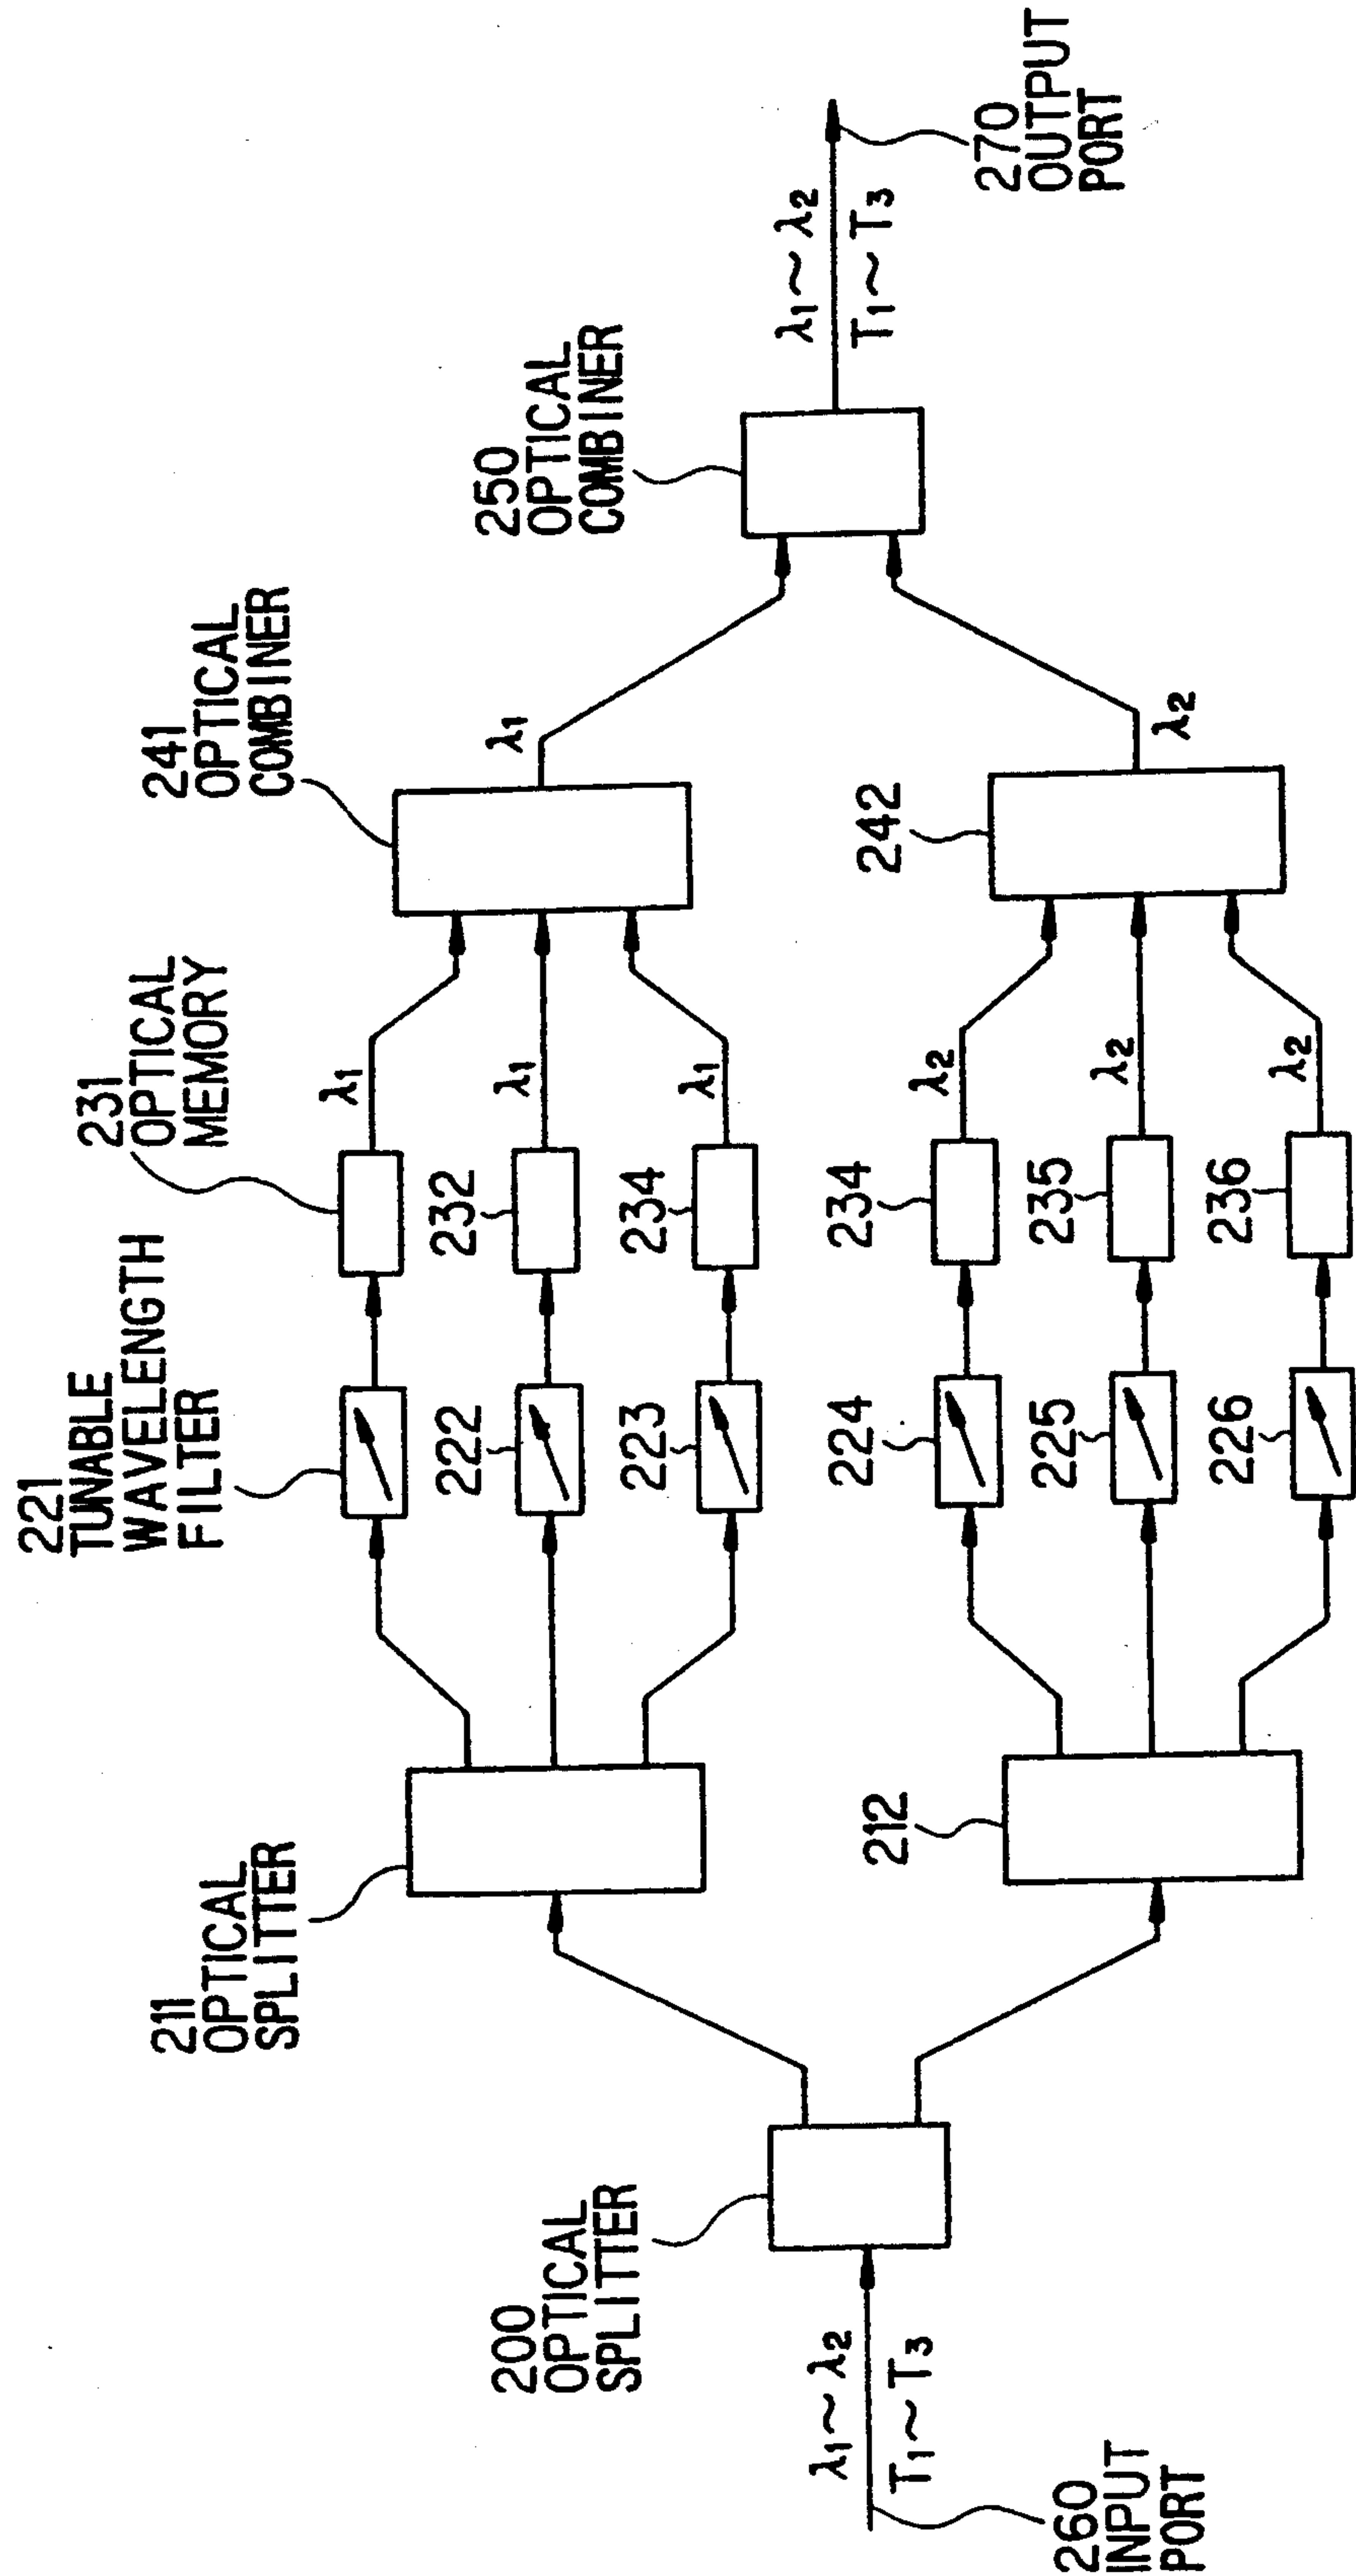 260
INPUT
PORT
λ1~λ2
T1~T3
200
OPTICAL
SPLITTER
211
OPTICAL
SPLITTER
212
221
TUNABLE
WAVELENGTH
FILTER
222
223
224
225
226
231
OPTICAL
MEMORY
232
234
234
235
236
λ1
λ1
λ1
λ2
λ2
λ2
241
OPTICAL
COMBINER
242
λ1
λ2
250
OPTICAL
COMBINER
λ1~λ2
T1~T3
270
OUTPUT
PORT